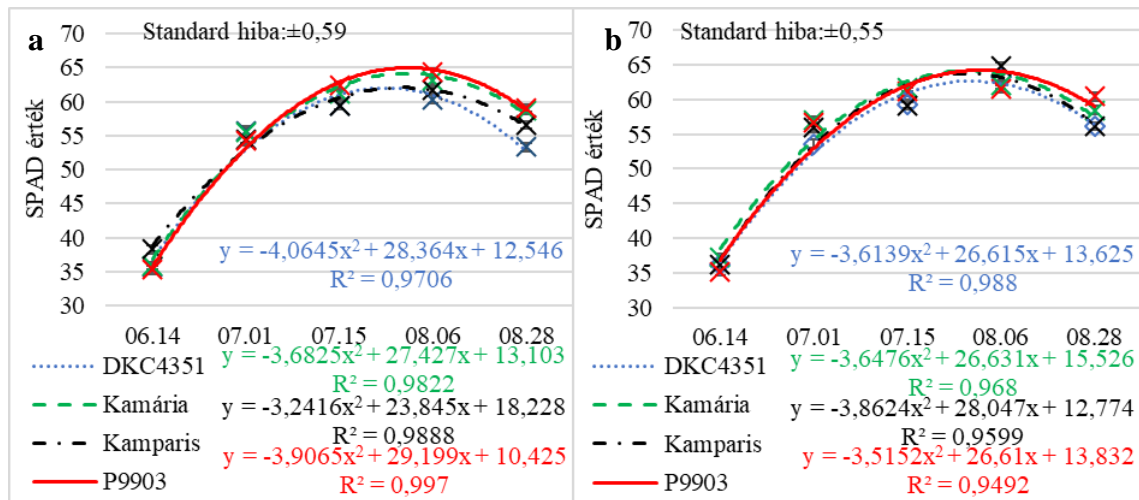 a Standard hiba:±0,59
70
65
60
55
50
45
40
35
30
SPAD érték
y = -4,0645x² + 28,364x + 12,546
R² = 0,9706
06.14 07.01 07.15 08.06 08.28
DKC4351
Kamária
Kamparis
P9903
y = -3,6825x² + 27,427x + 13,103
R² = 0,9822
y = -3,2416x² + 23,845x + 18,228
R² = 0,9888
y = -3,9065x² + 29,199x + 10,425
R² = 0,997
b Standard hiba:±0,55
70
65
60
55
50
45
40
35
30
SPAD érték
y = -3,6139x² + 26,615x + 13,625
R² = 0,988
06.14 07.01 07.15 08.06 08.28
DKC4351
Kamária
Kamparis
P9903
y = -3,6476x² + 26,631x + 15,526
R² = 0,968
y = -3,8624x² + 28,047x + 12,774
R² = 0,9599
y = -3,5152x² + 26,61x + 13,832
R² = 0,9492